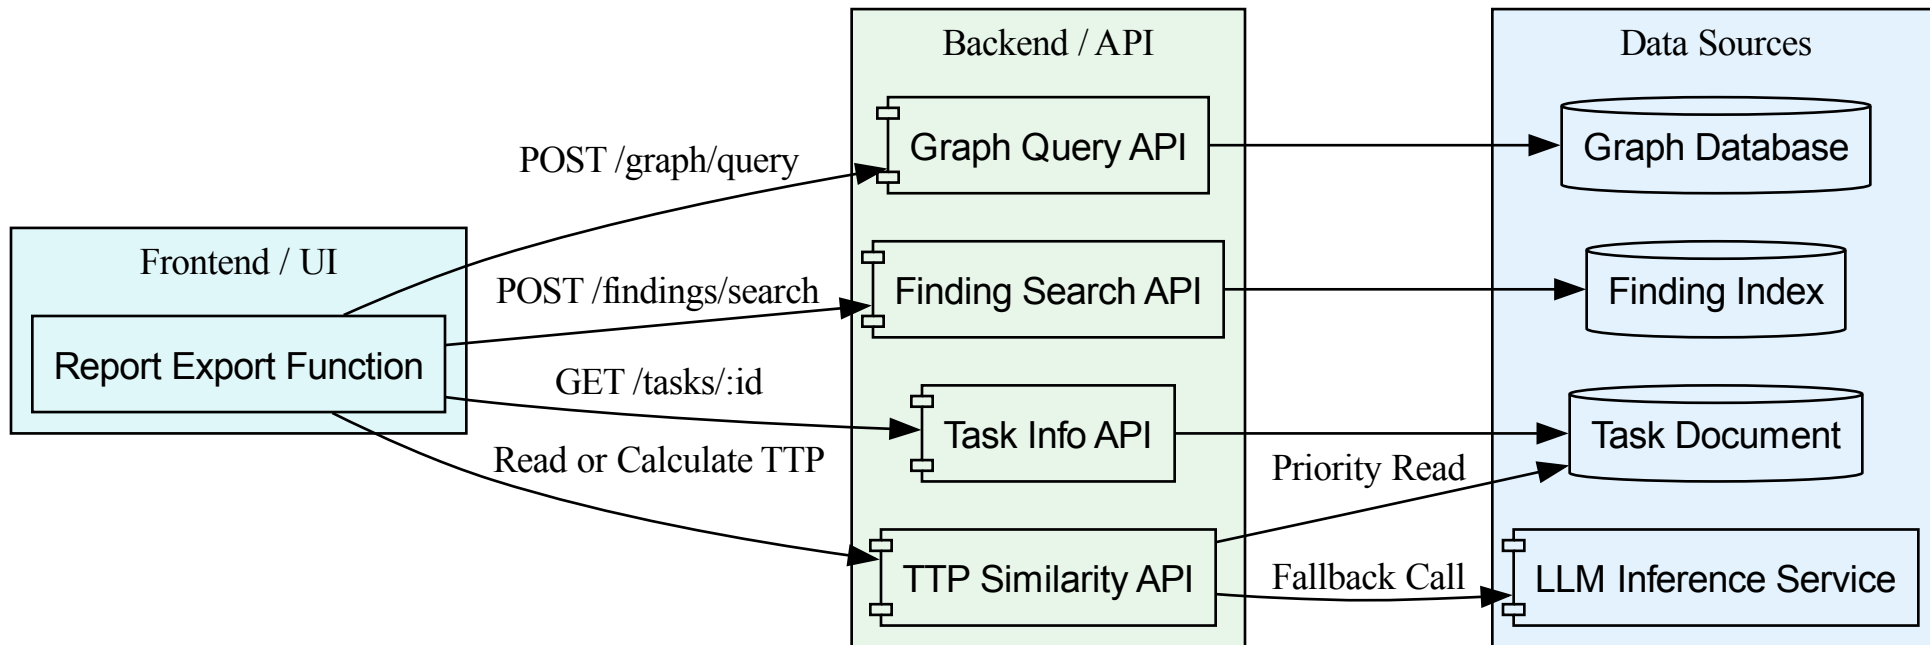 Backend / API
Data Sources
Graph Query API
Graph Database
POST /graph/query
Frontend / UI
POST /findings/search
Finding Search API
Finding Index
Report Export Function
GET /tasks/:id
Task Info API
Task Document
Read or Calculate TTP
Priority Read
TTP Similarity API
Fallback Call
LLM Inference Service